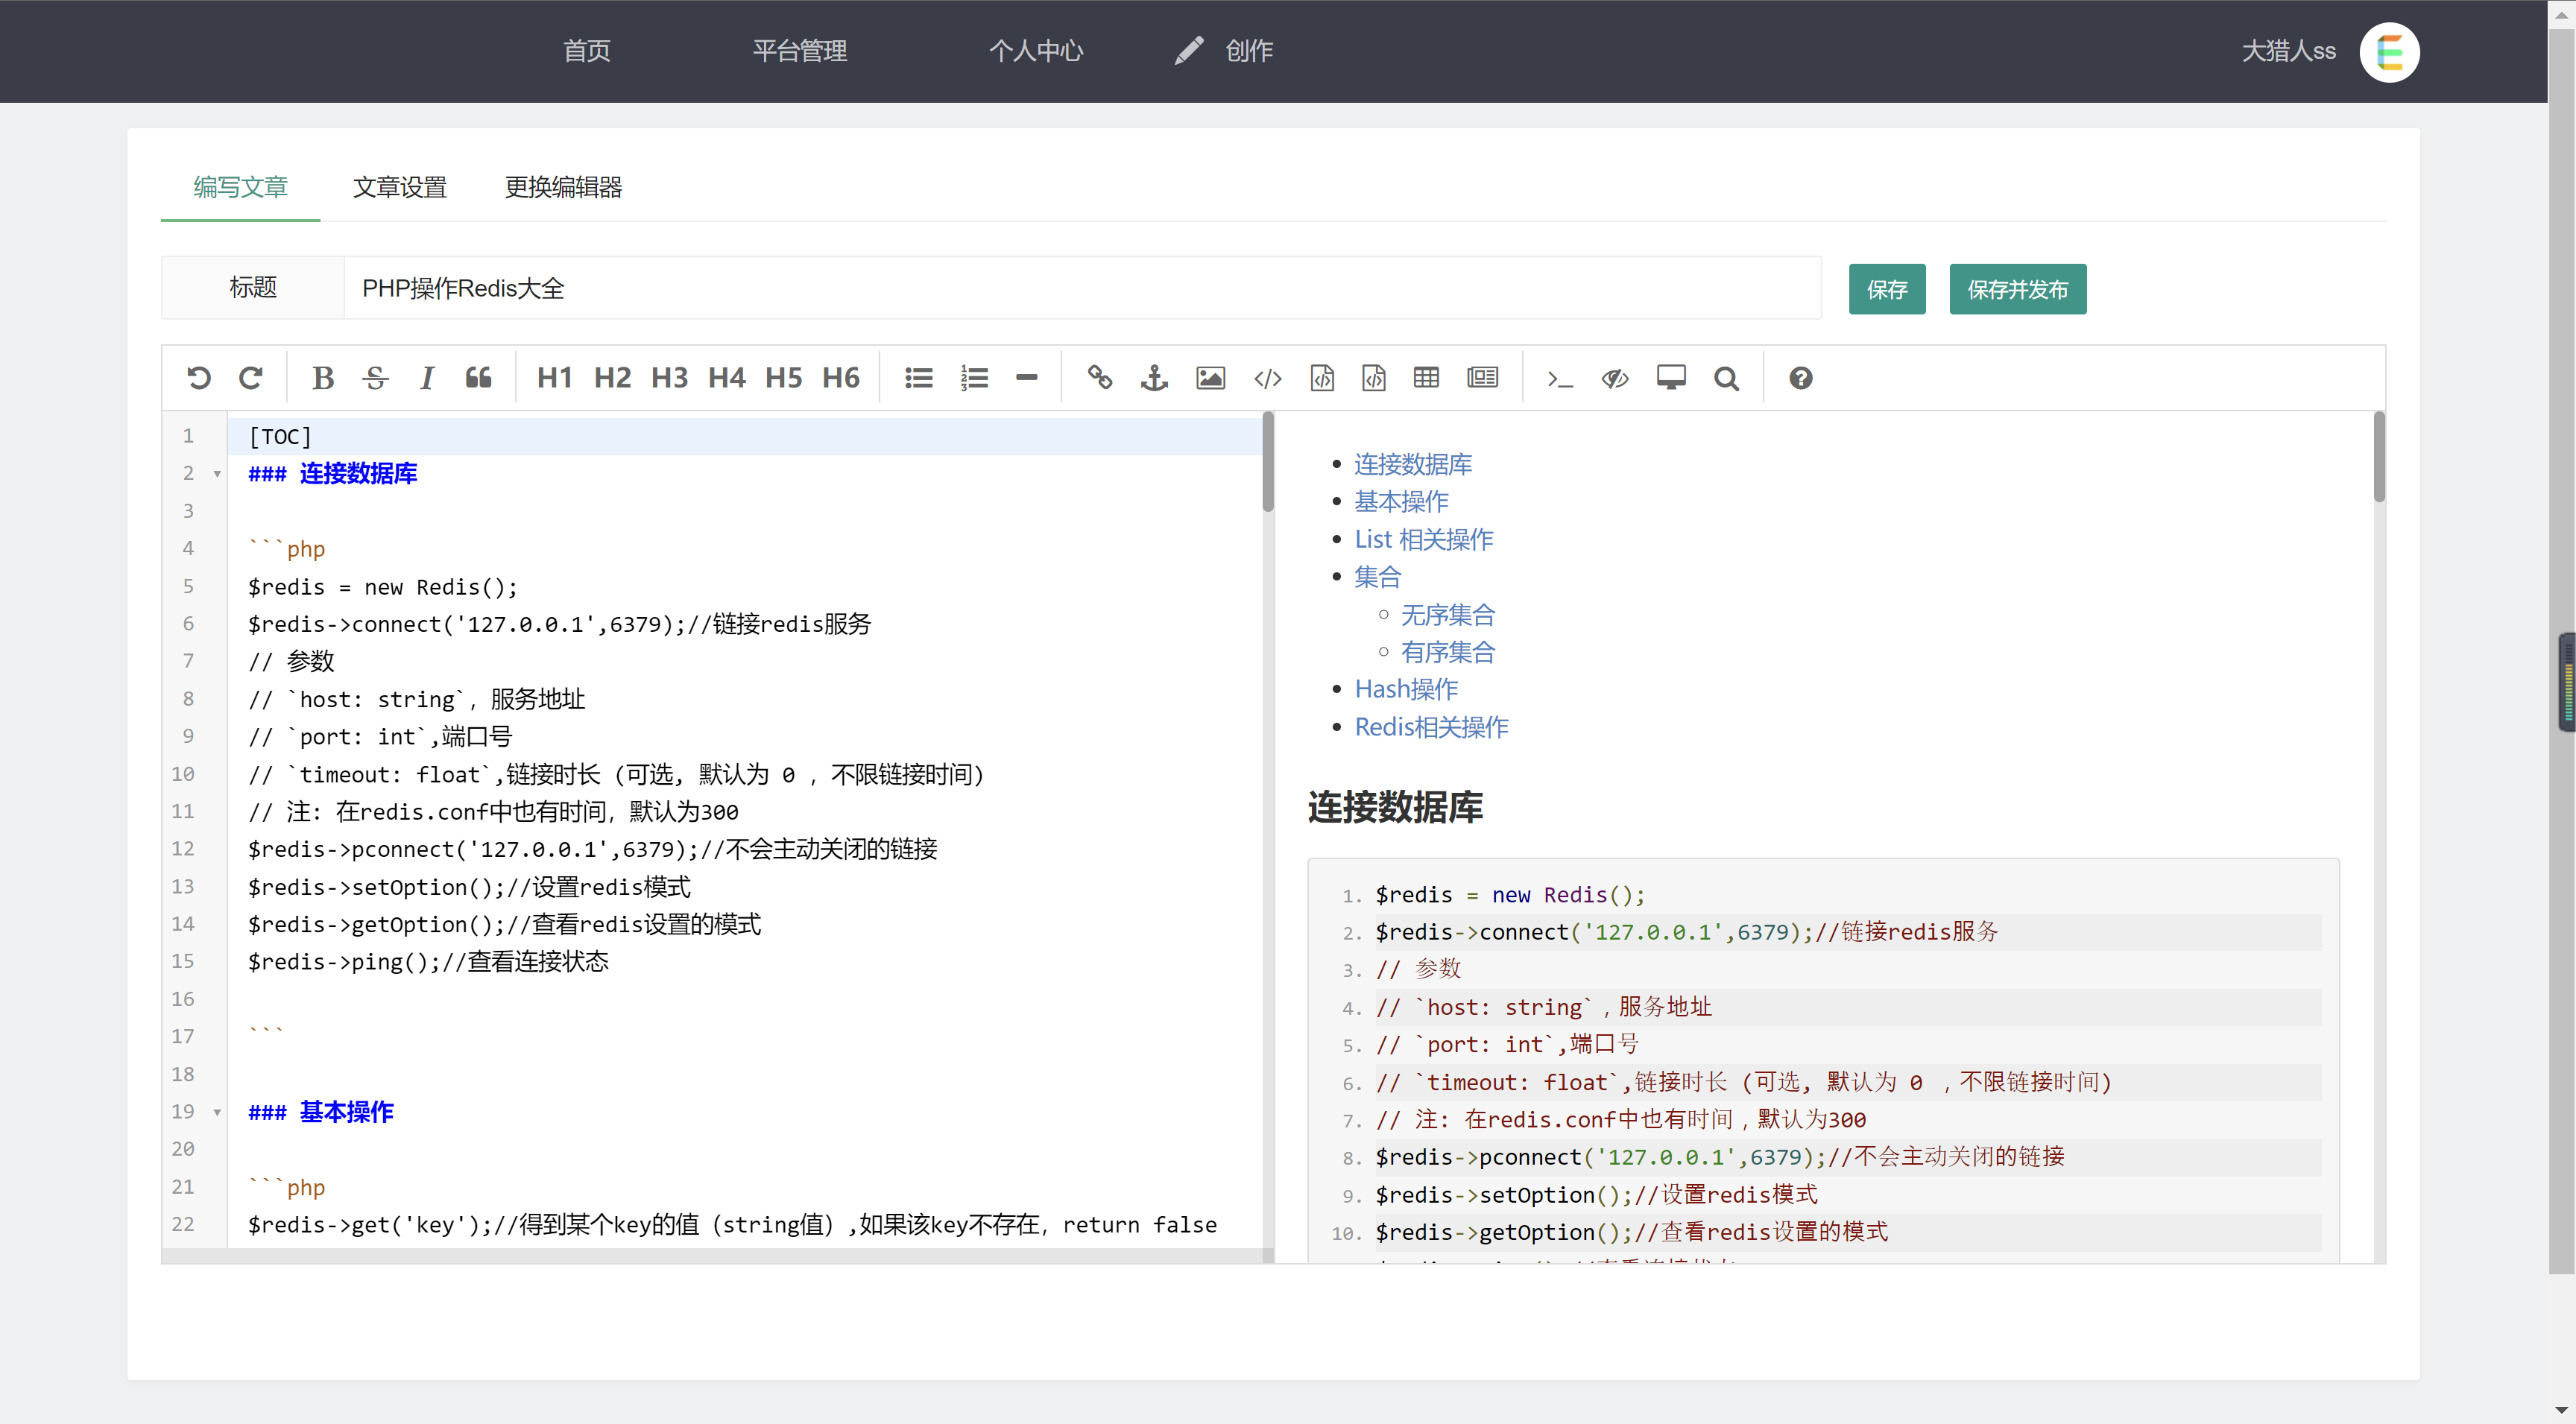 首页 平台管理 个人中心 创作 大猎人ss
编写文章 文章设置 更换编辑器
标题 PHP操作Redis大全 保存 保存并发布
B S I H1 H2 H3 H4 H5 H6
1 [TOC]
2 ### 连接数据库
3
4 ```php
5 $redis = new Redis();
6 $redis->connect('127.0.0.1',6379);//链接redis服务
7 // 参数
8 // `host: string`，服务地址
9 // `port: int`,端口号
10 // `timeout: float`,链接时长 (可选, 默认为 0 ，不限链接时间)
11 // 注: 在redis.conf中也有时间，默认为300
12 $redis->pconnect('127.0.0.1',6379);//不会主动关闭的链接
13 $redis->setOption();//设置redis模式
14 $redis->getOption();//查看redis设置的模式
15 $redis->ping();//查看连接状态
16
17 ```
18
19 ### 基本操作
20
21 ```php
22 $redis->get('key');//得到某个key的值（string值）,如果该key不存在，return false
连接数据库
基本操作
List 相关操作
集合
无序集合
有序集合
Hash操作
Redis相关操作
连接数据库
1. $redis = new Redis();
2. $redis->connect('127.0.0.1',6379);//链接redis服务
3. // 参数
4. // `host: string`，服务地址
5. // `port: int`,端口号
6. // `timeout: float`,链接时长 (可选, 默认为 0 ，不限链接时间)
7. // 注: 在redis.conf中也有时间，默认为300
8. $redis->pconnect('127.0.0.1',6379);//不会主动关闭的链接
9. $redis->setOption();//设置redis模式
10. $redis->getOption();//查看redis设置的模式